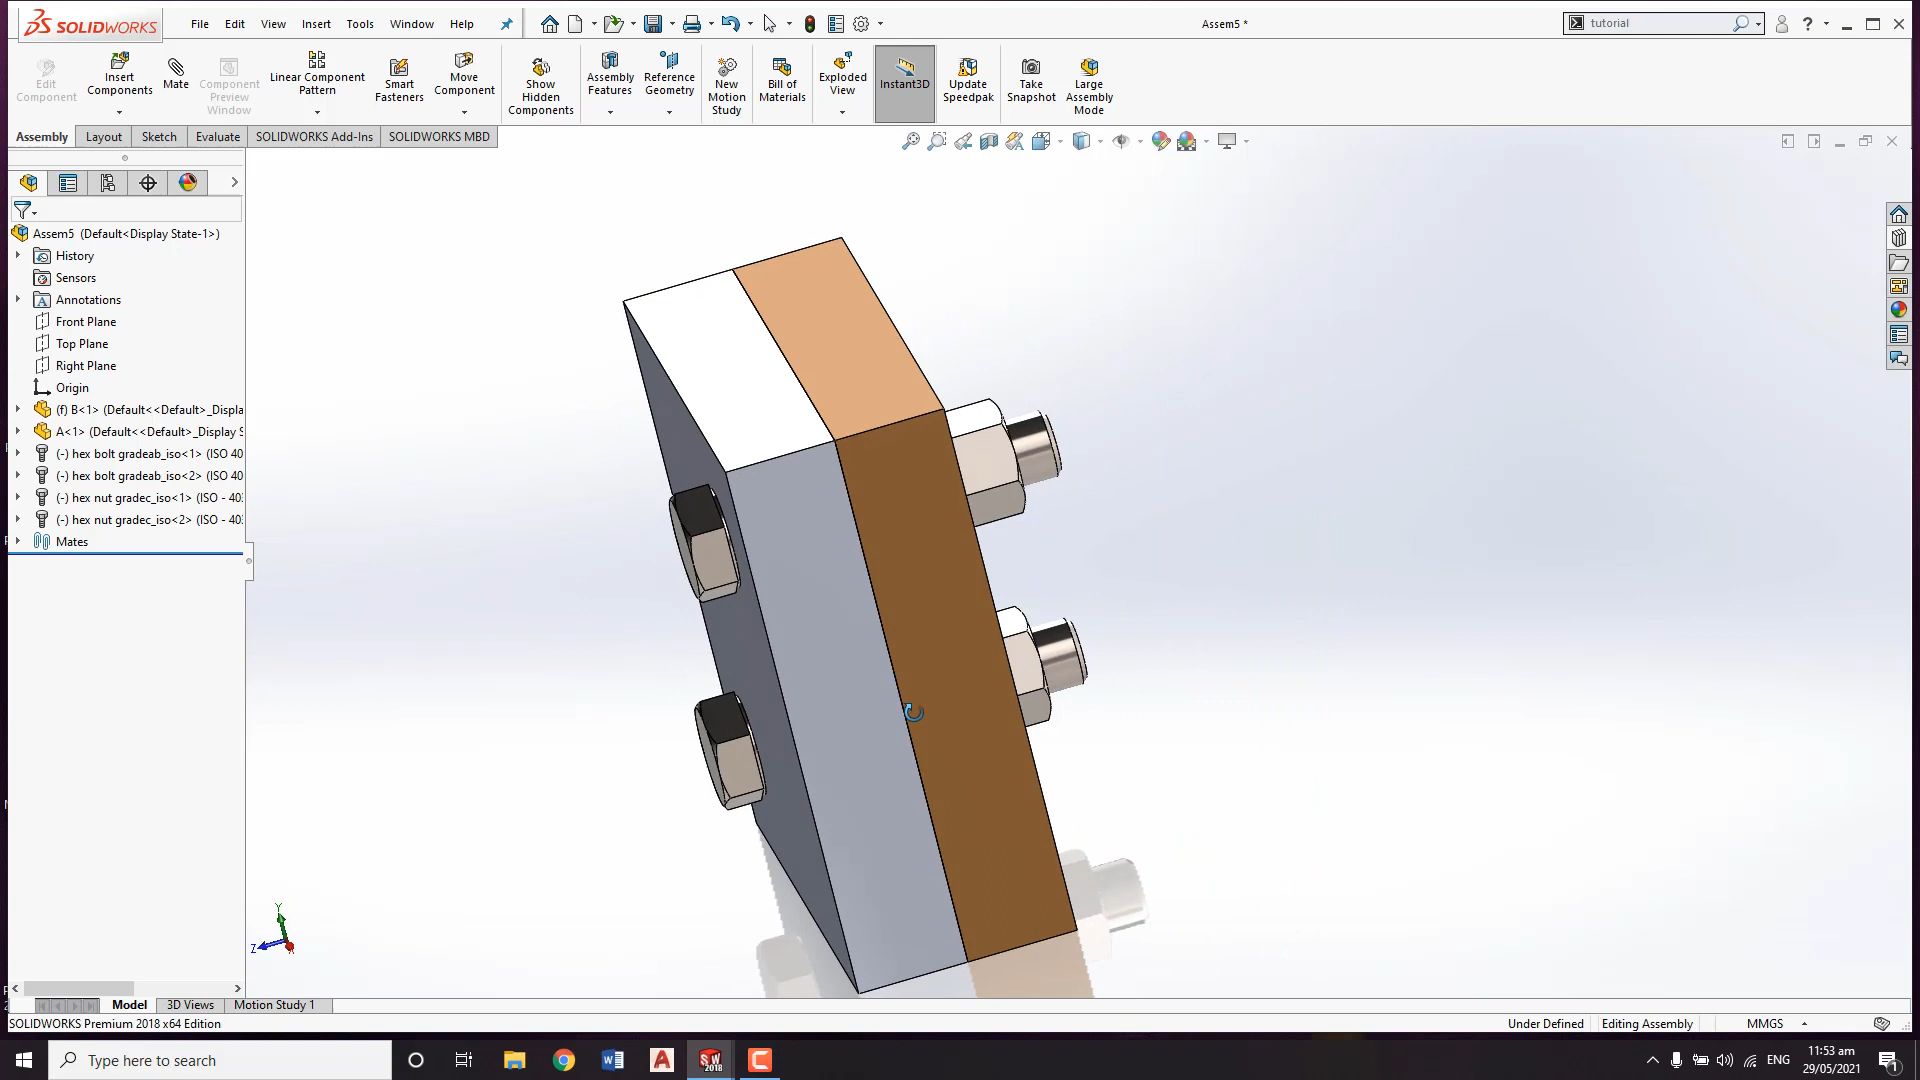 SOLIDWORKS
File Edit View Insert Tools Window Help
Assem5 *
tutorial
Edit Component
Insert Components
Mate
Component Preview Window
Linear Component Pattern
Smart Fasteners
Move Component
Show Hidden Components
Assembly Features
Reference Geometry
New Motion Study
Bill of Materials
Exploded View
Instant3D
Update Speedpak
Take Snapshot
Large Assembly Mode
Assembly Layout Sketch Evaluate SOLIDWORKS Add-Ins SOLIDWORKS MBD
Assem5 (Default<Display State-1>)
History
Sensors
Annotations
Front Plane
Top Plane
Right Plane
Origin
(f) B<1> (Default<<Default>_Displa
A<1> (Default<<Default>_Display S
(-) hex bolt gradeab_iso<1> (ISO 40
(-) hex bolt gradeab_iso<2> (ISO 40
(-) hex nut gradec_iso<1> (ISO - 40
(-) hex nut gradec_iso<2> (ISO - 40
Mates
Y
Z
Model 3D Views Motion Study 1
SOLIDWORKS Premium 2018 x64 Edition
Under Defined Editing Assembly MMGS
Type here to search
ENG
11:53 am
29/05/2021